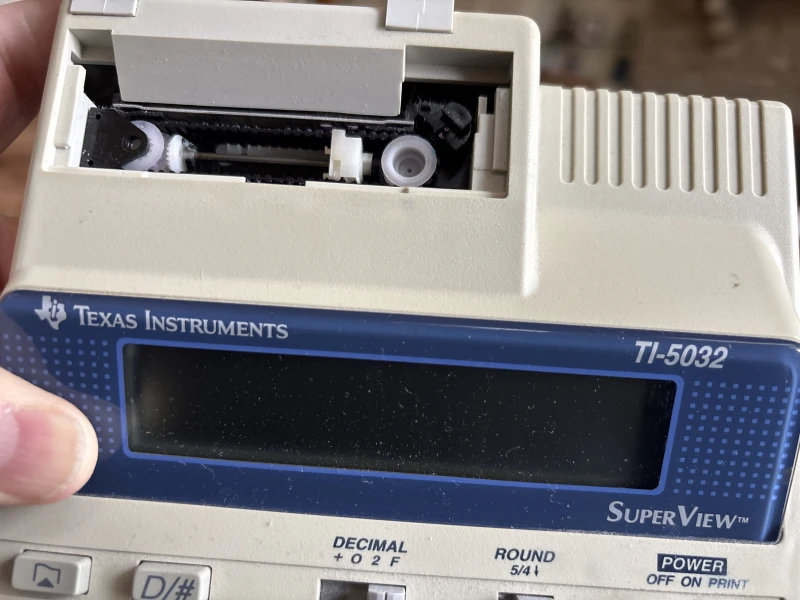 TEXAS INSTRUMENTS
TI-5032
SUPERVIEW™
DECIMAL
+ 0 2 F
ROUND
5/4 ↓
POWER
OFF ON PRINT
D/#